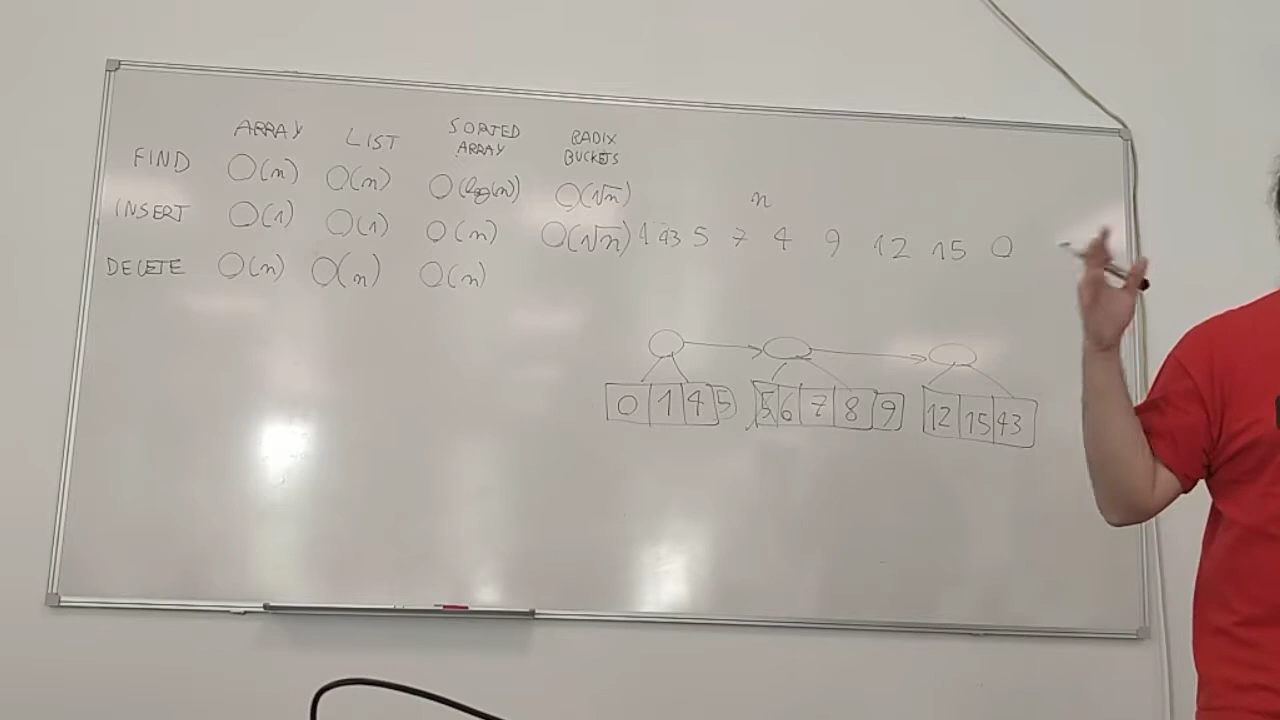 ARRAY LIST SORTED ARRAY RADIX BUCKETS
FIND O(n) O(n) O(log(n)) O(√n)
n
INSERT O(1) O(1) O(n) O(√n) 1 43 5 7 4 9 12 15 0
DELETE O(n) O(n) O(n)
0 1 4 5 5 6 7 8 9 12 15 43